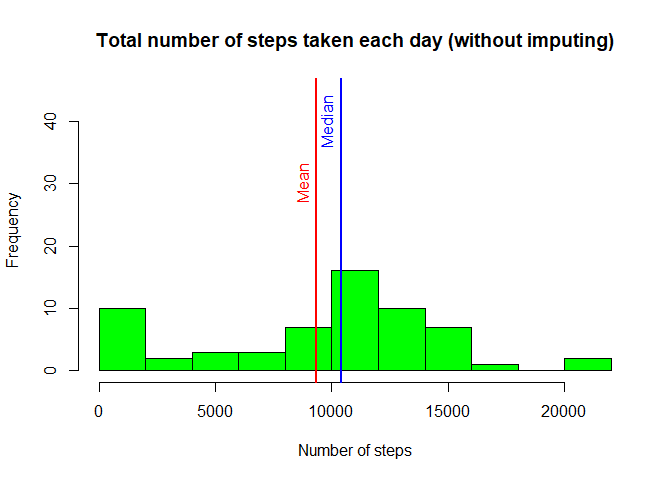 Total number of steps taken each day (without imputing)
Frequency
40
30
20
10
0
Mean
Median
0 5000 10000 15000 20000
Number of steps